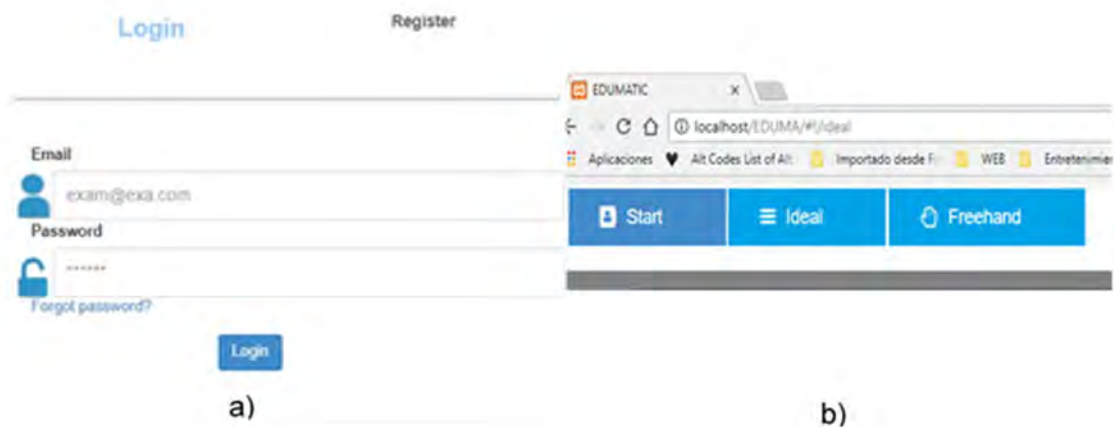 Login
Register
Email
exam@exa.com
Password
Forgot password?
Login
a)
EDUMATIC
localhost/EDUMA/#!/ideal
Aplicaciones Alt Codes List of Alt Importado desde F WEB Entretenimie
Start Ideal Freehand
b)